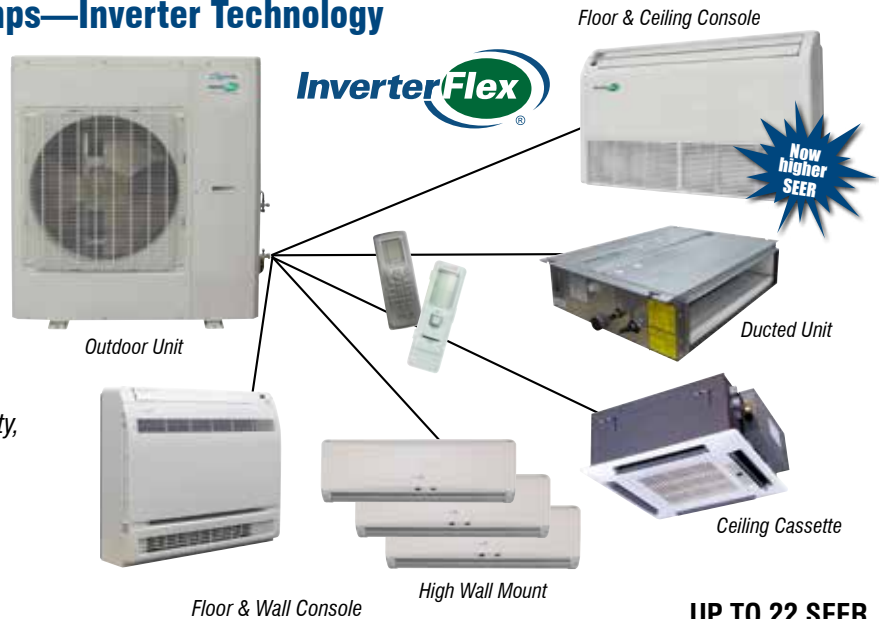 mps—Inverter Technology
Floor & Ceiling Console
InverterFlex®
Now
higher
SEER
Outdoor Unit
Ducted Unit
ty,
Ceiling Cassette
High Wall Mount
Floor & Wall Console
UP TO 22 SEER